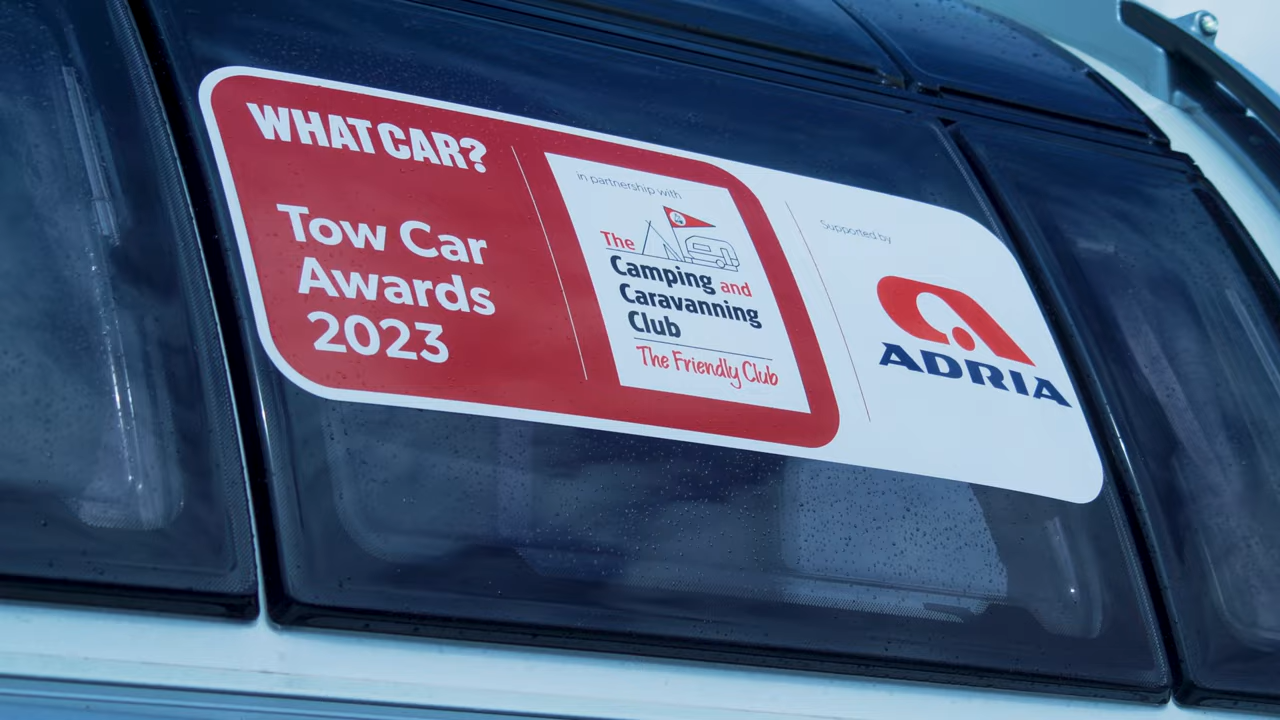 WHAT CAR?
Tow Car
Awards
2023
in partnership with
The
Camping and
Caravanning
Club
The Friendly Club
Supported by
ADRIA